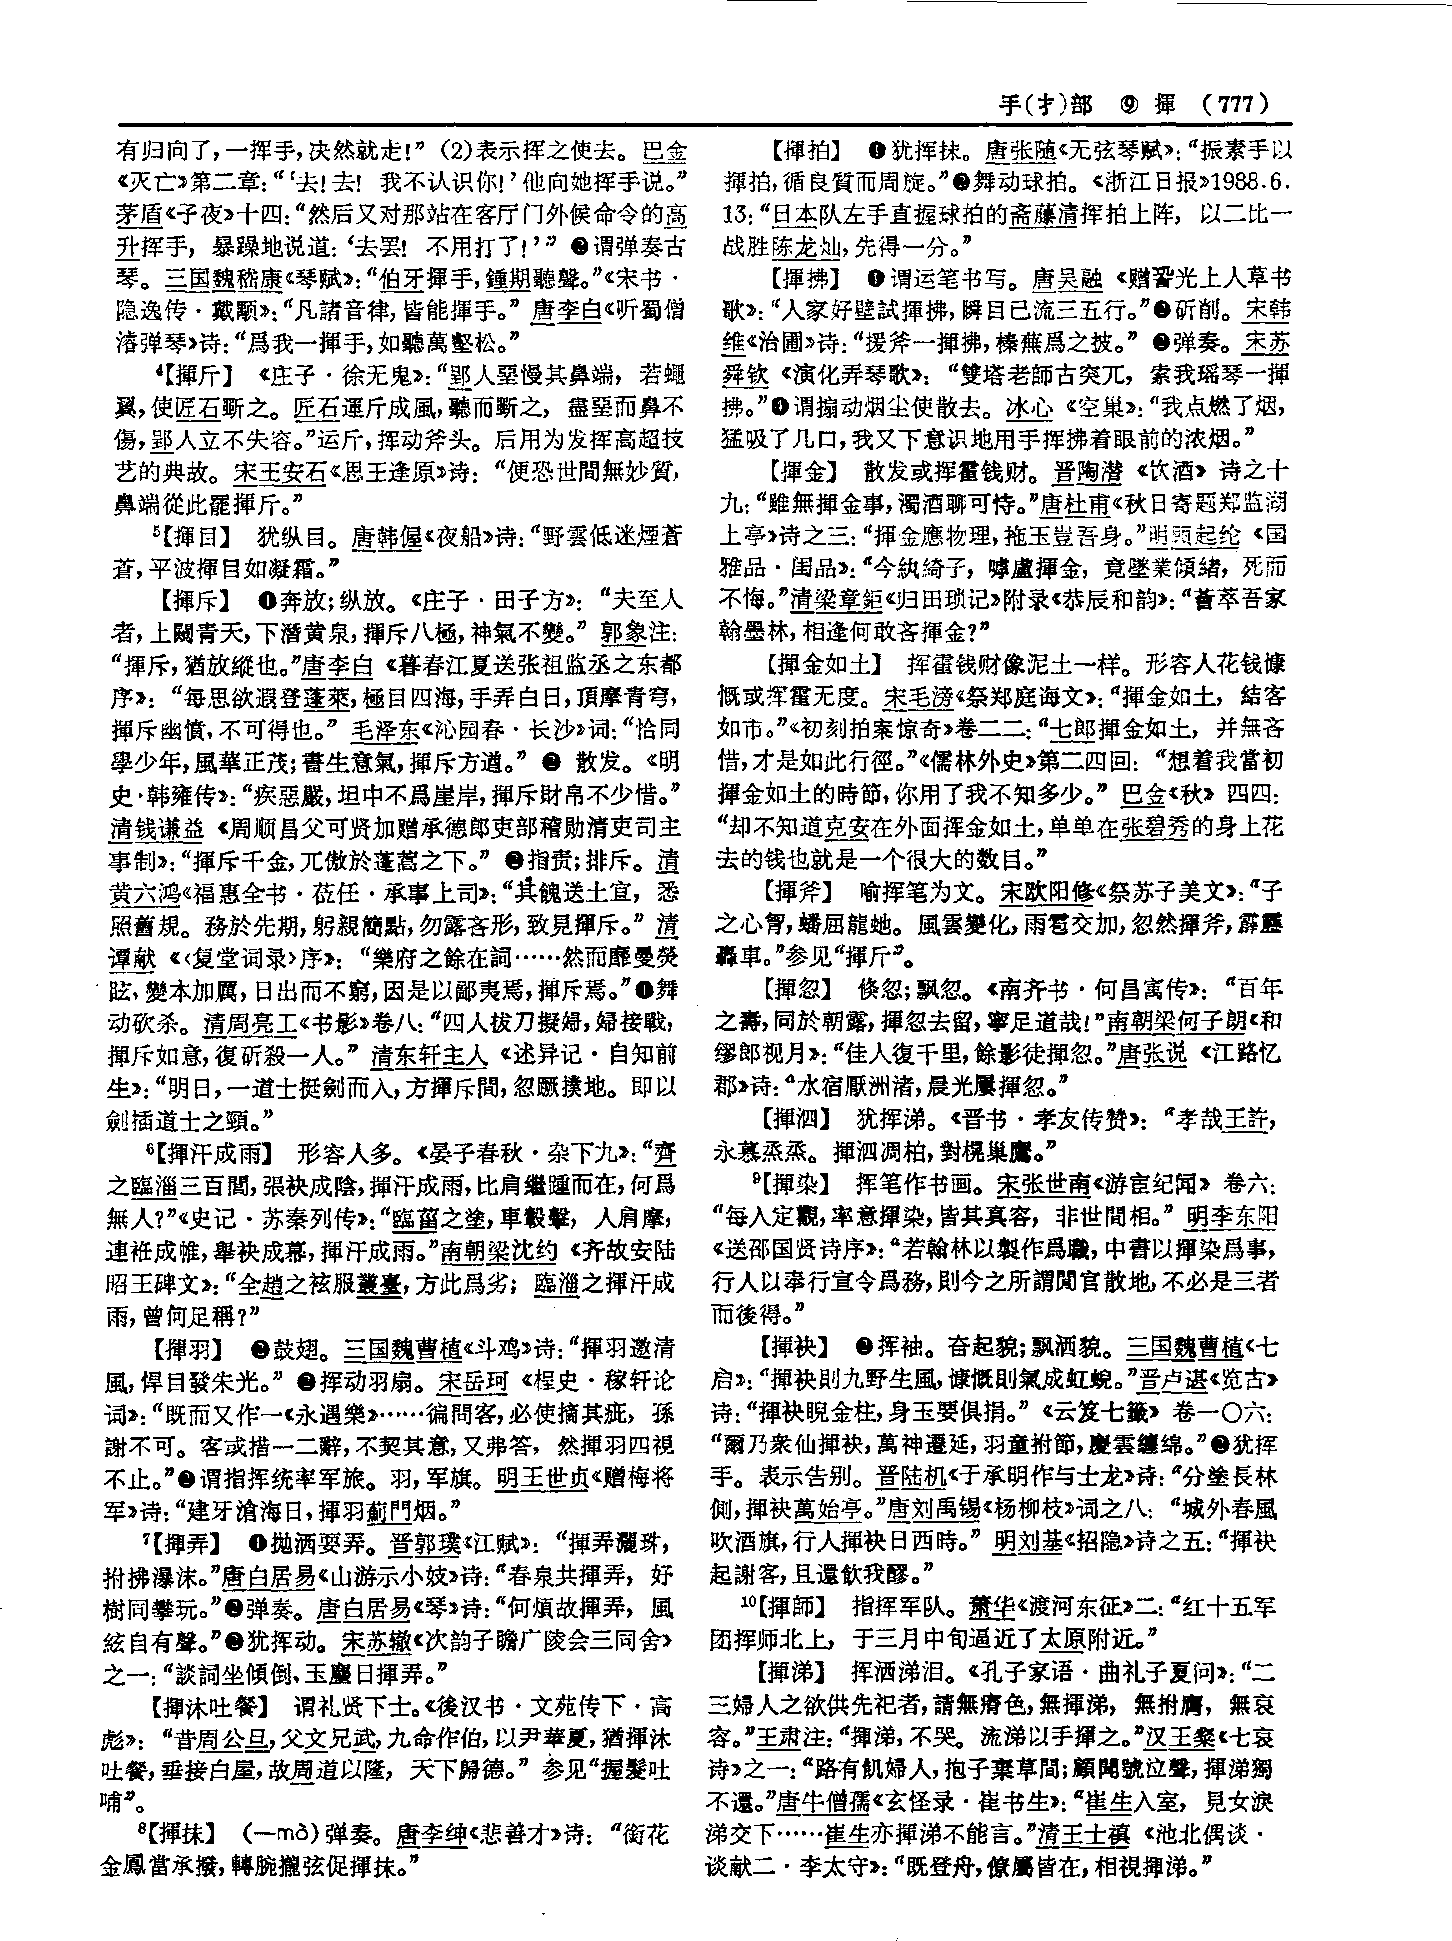 手(扌)部 ⑨ 揮 (777)
有归向了，一挥手，决然就走！”(2)表示挥之使去。巴金
《灭亡》第二章：“‘去！去！我不认识你！’他向她挥手说。”
茅盾《子夜》十四：“然后又对那站在客厅门外候命令的高
升挥手，暴躁地说道：‘去罢！不用打了！’”❷谓弹奏古
琴。三国魏嵇康《琴赋》：“伯牙揮手，鍾期聽聲。”《宋书·
隐逸传·戴颙》：“凡諸音律，皆能揮手。”唐李白《听蜀僧
濬弹琴》诗：“爲我一揮手，如聽萬壑松。”
4【揮斤】 《庄子·徐无鬼》：“郢人堊慢其鼻端，若蠅
翼，使匠石斲之。匠石運斤成風，聽而斲之，盡堊而鼻不
傷，郢人立不失容。”运斤，挥动斧头。后用为发挥高超技
艺的典故。宋王安石《思王逢原》诗：“便恐世間無妙質，
鼻端從此罷揮斤。”
5【揮目】 犹纵目。唐韩偓《夜船》诗：“野雲低迷煙蒼
蒼，平波揮目如凝霜。”
【揮斥】 ❶奔放；纵放。《庄子·田子方》：“夫至人
者，上闚青天，下潛黄泉，揮斥八極，神氣不變。”郭象注：
“揮斥，猶放縱也。”唐李白《暮春江夏送张祖监丞之东都
序》：“每思欲遐登蓬萊，極目四海，手弄白日，頂摩青穹，
揮斥幽憤，不可得也。”毛泽东《沁园春·长沙》词：“恰同
學少年，風華正茂；書生意氣，揮斥方遒。”❷散发。《明
史·韩雍传》：“疾惡嚴，坦中不爲崖岸，揮斥財帛不少惜。”
清钱谦益《周顺昌父可贤加赠承德郎吏部稽勋清吏司主
事制》：“揮斥千金，兀傲於蓬蒿之下。”❸指责；排斥。清
黄六鸿《福惠全书·莅任·承事上司》：“其餽送土宜，悉
照舊規。務於先期，躬親簡點，勿露吝形，致見揮斥。”清
谭献《〈复堂词录〉序》：“樂府之餘在詞……然而靡曼熒
眩，變本加厲，日出而不窮，因是以鄙夷焉，揮斥焉。”❹舞
动砍杀。清周亮工《书影》卷八：“四人拔刀擬婦，婦接戰，
揮斥如意，復斫殺一人。”清东轩主人《述异记·自知前
生》：“明日，一道士挺劍而入，方揮斥間，忽蹶撲地。即以
劍插道士之頸。”
6【揮汗成雨】 形容人多。《晏子春秋·杂下九》：“齊
之臨淄三百閭，張袂成陰，揮汗成雨，比肩繼踵而在，何爲
無人？”《史记·苏秦列传》：“臨菑之塗，車轂擊，人肩摩，
連衽成帷，舉袂成幕，揮汗成雨。”南朝梁沈约《齐故安陆
昭王碑文》：“全趙之袨服叢臺，方此爲劣；臨淄之揮汗成
雨，曾何足稱？”
【揮羽】 ❶鼓翅。三国魏曹植《斗鸡》诗：“揮羽邀清
風，悍目發朱光。”❷挥动羽扇。宋岳珂《桯史·稼轩论
词》：“既而又作一《永遇樂》……徧問客，必使摘其疵，孫
謝不可。客或措一二辭，不契其意，又弗答，然揮羽四視
不止。”❸谓指挥统率军旅。羽，军旗。明王世贞《赠梅将
军》诗：“建牙滄海日，揮羽薊門烟。”
7【揮弄】 ❶抛洒耍弄。晋郭璞《江赋》：“揮弄灑珠，
拊拂瀑沫。”唐白居易《山游示小妓》诗：“春泉共揮弄，好
樹同攀玩。”❷弹奏。唐白居易《琴》诗：“何煩故揮弄，風
絃自有聲。”❸犹挥动。宋苏辙《次韵子瞻广陵会三同舍》
之一：“談詞坐傾倒，玉麈日揮弄。”
【揮沐吐餐】 谓礼贤下士。《後汉书·文苑传下·高
彪》：“昔周公旦，父文兄武，九命作伯，以尹華夏，猶揮沐
吐餐，垂接白屋，故周道以隆，天下歸德。”参见“握髮吐
哺”。
8【揮抹】 (—mò)弹奏。唐李绅《悲善才》诗：“銜花
金鳳當承撥，轉腕攏弦促揮抹。”
【揮拍】 ❶犹挥抹。唐张随《无弦琴赋》：“振素手以
揮拍，循良質而周旋。”❷舞动球拍。《浙江日报》1988.6.
13：“日本队左手直握球拍的斋藤清挥拍上阵，以二比一
战胜陈龙灿，先得一分。”
【揮拂】 ❶谓运笔书写。唐吴融《赠䛒光上人草书
歌》：“人家好壁試揮拂，瞬目已流三五行。”❷斫削。宋韩
维《治圃》诗：“援斧一揮拂，榛蕪爲之披。”❸弹奏。宋苏
舜钦《演化弄琴歌》：“雙塔老師古突兀，索我瑶琴一揮
拂。”❹谓搧动烟尘使散去。冰心《空巢》：“我点燃了烟，
猛吸了几口，我又下意识地用手挥拂着眼前的浓烟。”
【揮金】 散发或挥霍钱财。晋陶潜《饮酒》诗之十
九：“雖無揮金事，濁酒聊可恃。”唐杜甫《秋日寄题郑监湖
上亭》诗之三：“揮金應物理，拖玉豈吾身。”明顾起纶《国
雅品·闺品》：“今紈綺子，嘑盧揮金，竟墜業傾緒，死而
不悔。”清梁章鉅《归田琐记》附录《恭辰和韵》：“薈萃吾家
翰墨林，相逢何敢吝揮金？”
【揮金如土】 挥霍钱财像泥土一样。形容人花钱慷
慨或挥霍无度。宋毛滂《祭郑庭诲文》：“揮金如土，結客
如市。”《初刻拍案惊奇》卷二二：“七郎揮金如土，并無吝
惜，才是如此行徑。”《儒林外史》第二四回：“想着我當初
揮金如土的時節，你用了我不知多少。”巴金《秋》四四：
“却不知道克安在外面挥金如土，单单在张碧秀的身上花
去的钱也就是一个很大的数目。”
【揮斧】 喻挥笔为文。宋欧阳修《祭苏子美文》：“子
之心胷，蟠屈龍虵。風雲變化，雨雹交加，忽然揮斧，霹靂
轟車。”参见“揮斤”。
【揮忽】 倏忽；飘忽。《南齐书·何昌寓传》：“百年
之壽，同於朝露，揮忽去留，寧足道哉！”南朝梁何子朗《和
缪郎视月》：“佳人復千里，餘影徒揮忽。”唐张说《江路忆
郡》诗：“水宿厭洲渚，晨光屢揮忽。”
【揮泗】 犹挥涕。《晋书·孝友传赞》：“孝哉王許，
永慕烝烝。揮泗凋柏，對榥巢鷹。”
9【揮染】 挥笔作书画。宋张世南《游宦纪闻》卷六：
“每入定觀，率意揮染，皆其真容，非世間相。”明李东阳
《送邵国贤诗序》：“若翰林以製作爲職，中書以揮染爲事，
行人以奉行宣令爲務，則今之所謂閒官散地，不必是三者
而後得。”
【揮袂】 ❶挥袖。奋起貌；飘洒貌。三国魏曹植《七
启》：“揮袂則九野生風，慷慨則氣成虹蜺。”晋卢谌《览古》
诗：“揮袂睨金柱，身玉要俱捐。”《云笈七籤》卷一〇六：
“爾乃衆仙揮袂，萬神遷延，羽童拊節，慶雲纏绵。”❷犹挥
手。表示告别。晋陆机《于承明作与士龙》诗：“分塗長林
側，揮袂萬始亭。”唐刘禹锡《杨柳枝》词之八：“城外春風
吹酒旗，行人揮袂日西時。”明刘基《招隐》诗之五：“揮袂
起謝客，且還飲我醪。”
10【揮師】 指挥军队。萧华《渡河东征》二：“红十五军
团挥师北上，于三月中旬逼近了太原附近。”
【揮涕】 挥洒涕泪。《孔子家语·曲礼子夏问》：“二
三婦人之欲供先祀者，請無瘠色，無揮涕，無拊膺，無哀
容。”王肃注：“揮涕，不哭。流涕以手揮之。”汉王粲《七哀
诗》之一：“路有飢婦人，抱子棄草間；顧聞號泣聲，揮涕獨
不還。”唐牛僧孺《玄怪录·崔书生》：“崔生入室，見女淚
涕交下……崔生亦揮涕不能言。”清王士禛《池北偶谈·
谈献二·李太守》：“既登舟，僚屬皆在，相視揮涕。”